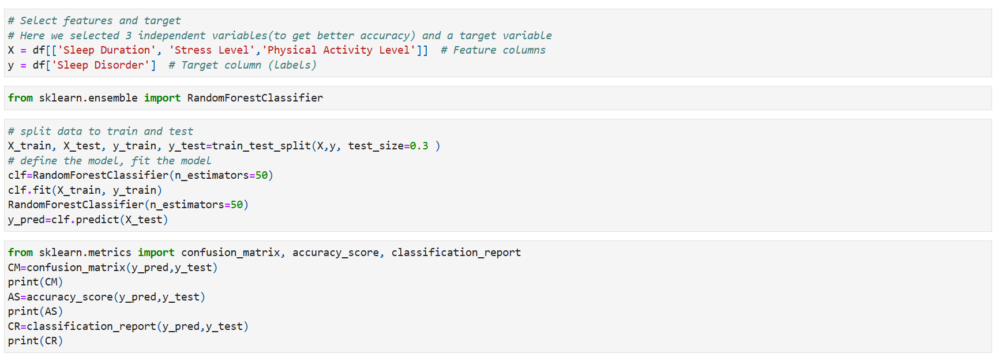 # Select features and target
# Here we selected 3 independent variables(to get better accuracy) and a target variable
X = df[['Sleep Duration', 'Stress Level','Physical Activity Level']]  # Feature columns
y = df['Sleep Disorder']  # Target column (labels)
from sklearn.ensemble import RandomForestClassifier
# split data to train and test
X_train, X_test, y_train, y_test=train_test_split(X,y, test_size=0.3 )
# define the model, fit the model
clf=RandomForestClassifier(n_estimators=50)
clf.fit(X_train, y_train)
RandomForestClassifier(n_estimators=50)
y_pred=clf.predict(X_test)
from sklearn.metrics import confusion_matrix, accuracy_score, classification_report
CM=confusion_matrix(y_pred,y_test)
print(CM)
AS=accuracy_score(y_pred,y_test)
print(AS)
CR=classification_report(y_pred,y_test)
print(CR)